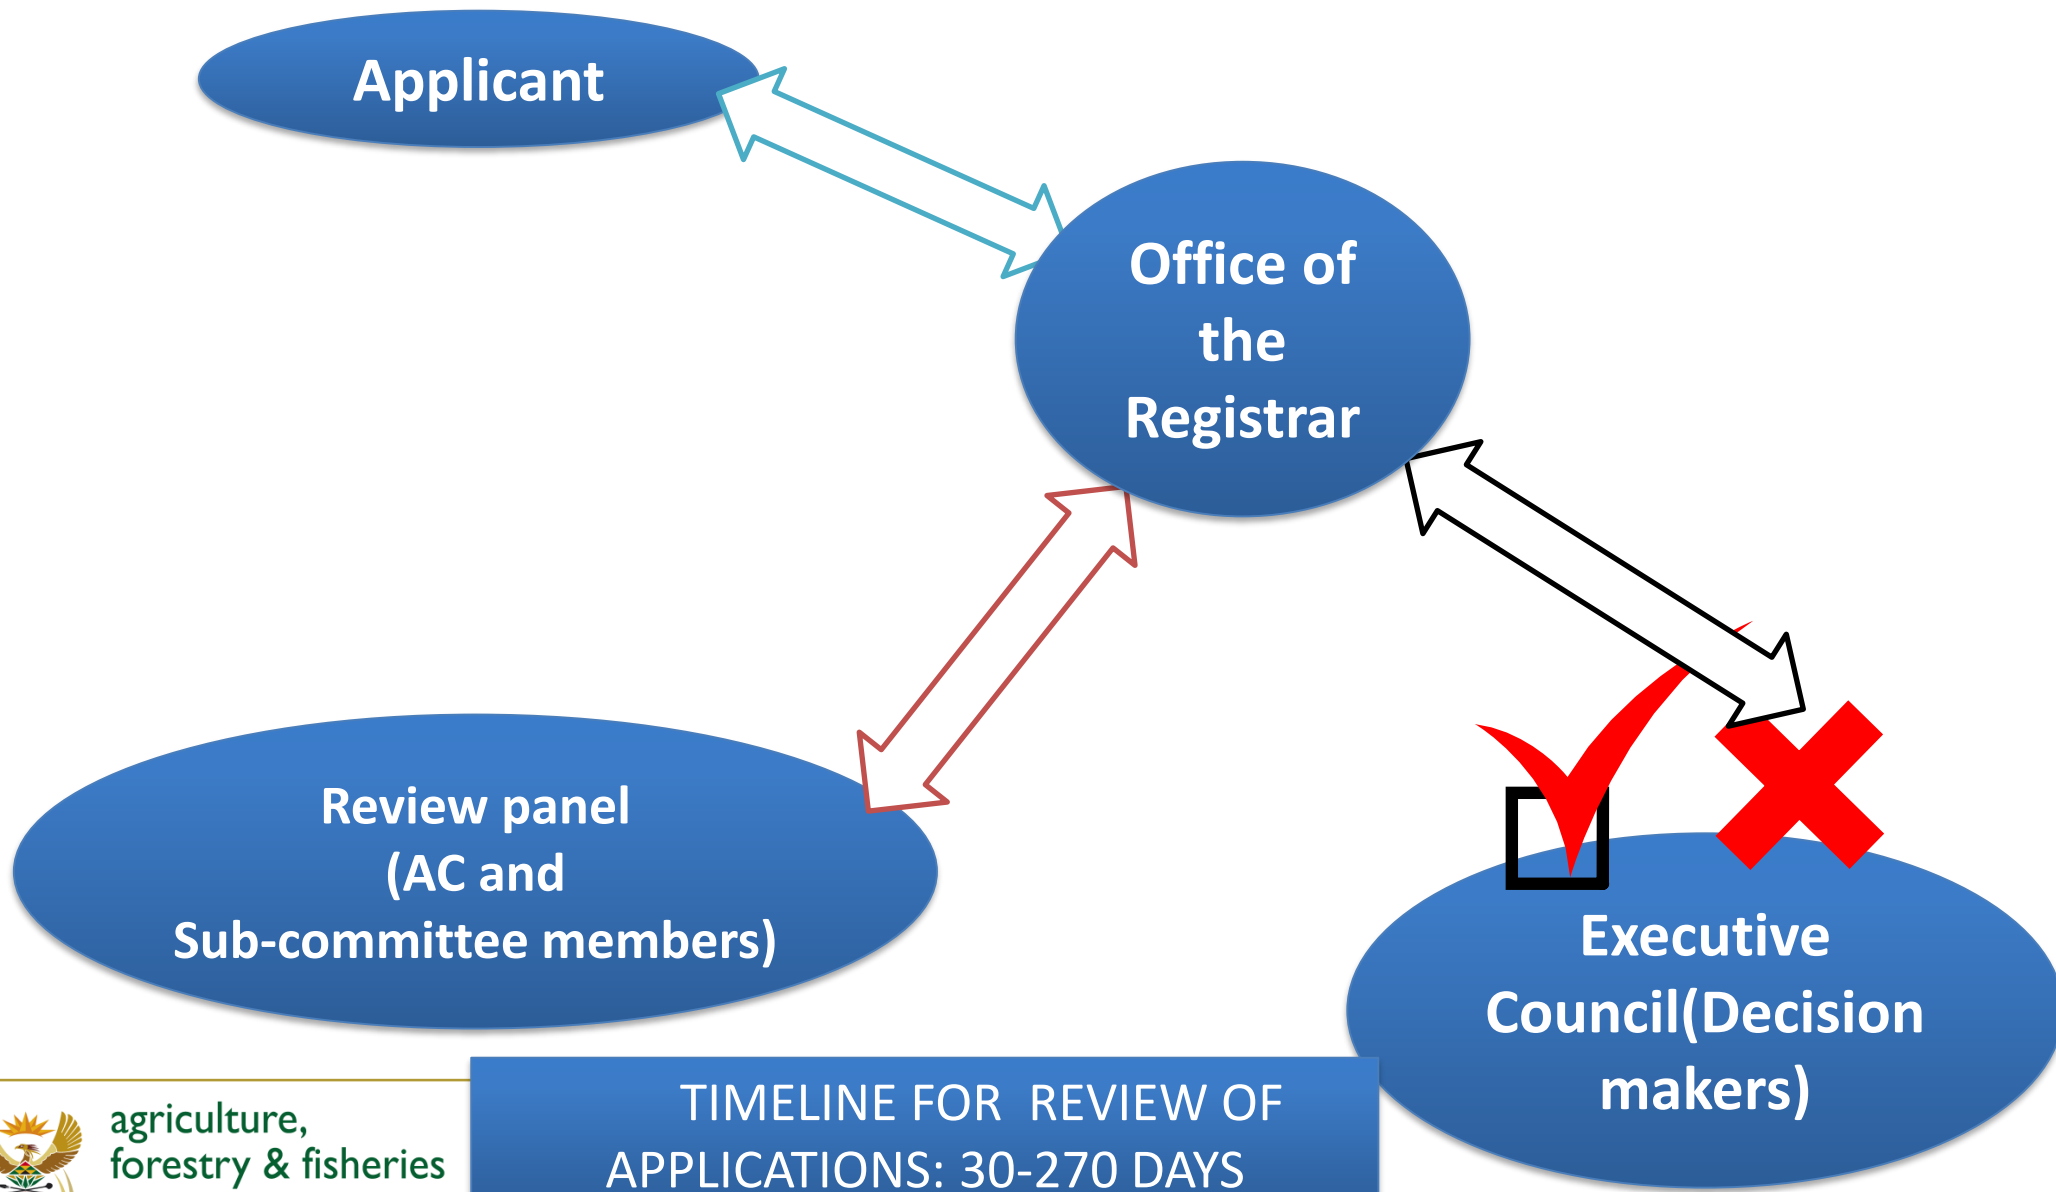 Applicant
Office of
the
Registrar
Review panel
(AC and
Sub-committee members)
Executive
Council(Decision
makers)
agriculture,
forestry & fisheries
TIMELINE FOR REVIEW OF
APPLICATIONS: 30-270 DAYS